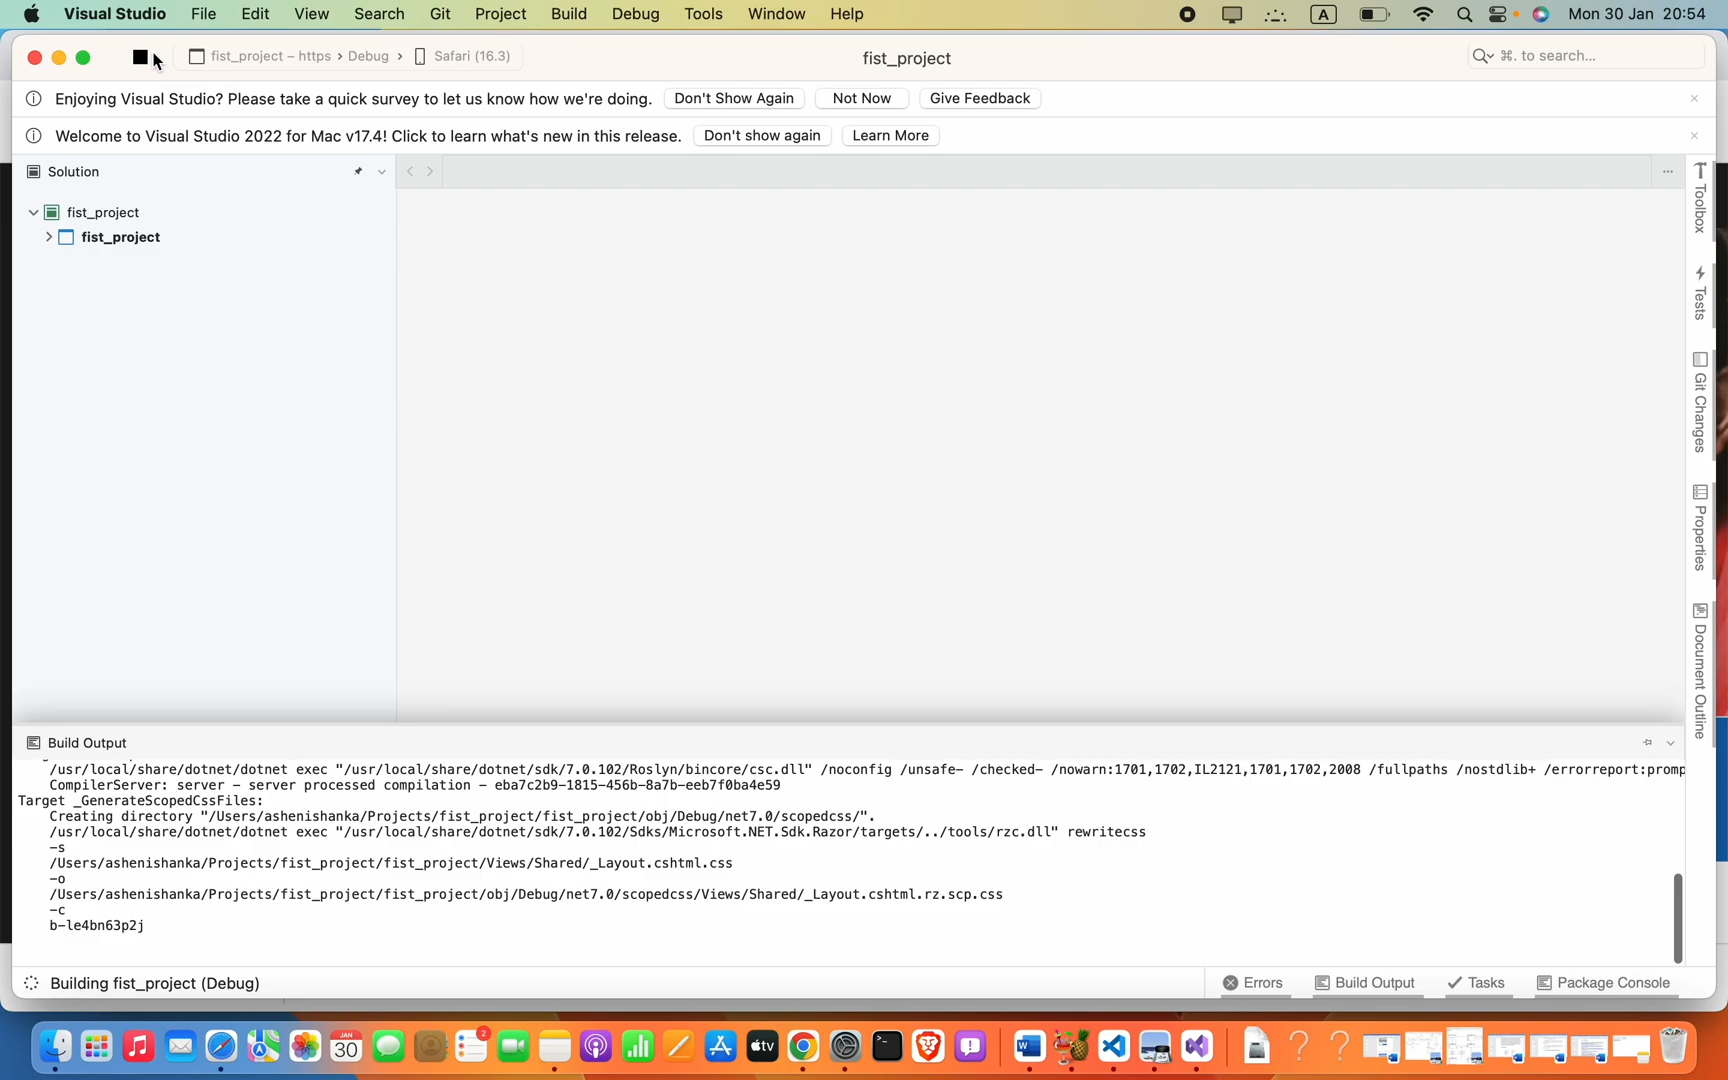 Visual Studio File Edit View Search Git Project Build Debug Tools Window Help A Mon 30 Jan 20:54
fist_project – https › Debug › Safari (16.3) fist_project ⌘. to search...
Enjoying Visual Studio? Please take a quick survey to let us know how we're doing. Don't Show Again Not Now Give Feedback
Welcome to Visual Studio 2022 for Mac v17.4! Click to learn what's new in this release. Don't show again Learn More
Solution
fist_project
fist_project
Toolbox
Tests
Git Changes
Properties
Document Outline
Build Output
/usr/local/share/dotnet/dotnet exec "/usr/local/share/dotnet/sdk/7.0.102/Roslyn/bincore/csc.dll" /noconfig /unsafe- /checked- /nowarn:1701,1702,IL2121,1701,1702,2008 /fullpaths /nostdlib+ /errorreport:promp
CompilerServer: server - server processed compilation - eba7c2b9-1815-456b-8a7b-eeb7f0ba4e59
Target _GenerateScopedCssFiles:
Creating directory "/Users/ashenishanka/Projects/fist_project/fist_project/obj/Debug/net7.0/scopedcss/".
/usr/local/share/dotnet/dotnet exec "/usr/local/share/dotnet/sdk/7.0.102/Sdks/Microsoft.NET.Sdk.Razor/targets/../tools/rzc.dll" rewritecss
-s
/Users/ashenishanka/Projects/fist_project/fist_project/Views/Shared/_Layout.cshtml.css
-o
/Users/ashenishanka/Projects/fist_project/fist_project/obj/Debug/net7.0/scopedcss/Views/Shared/_Layout.cshtml.rz.scp.css
-c
b-le4bn63p2j
Building fist_project (Debug) Errors Build Output Tasks Package Console
JAN
30
2
tv